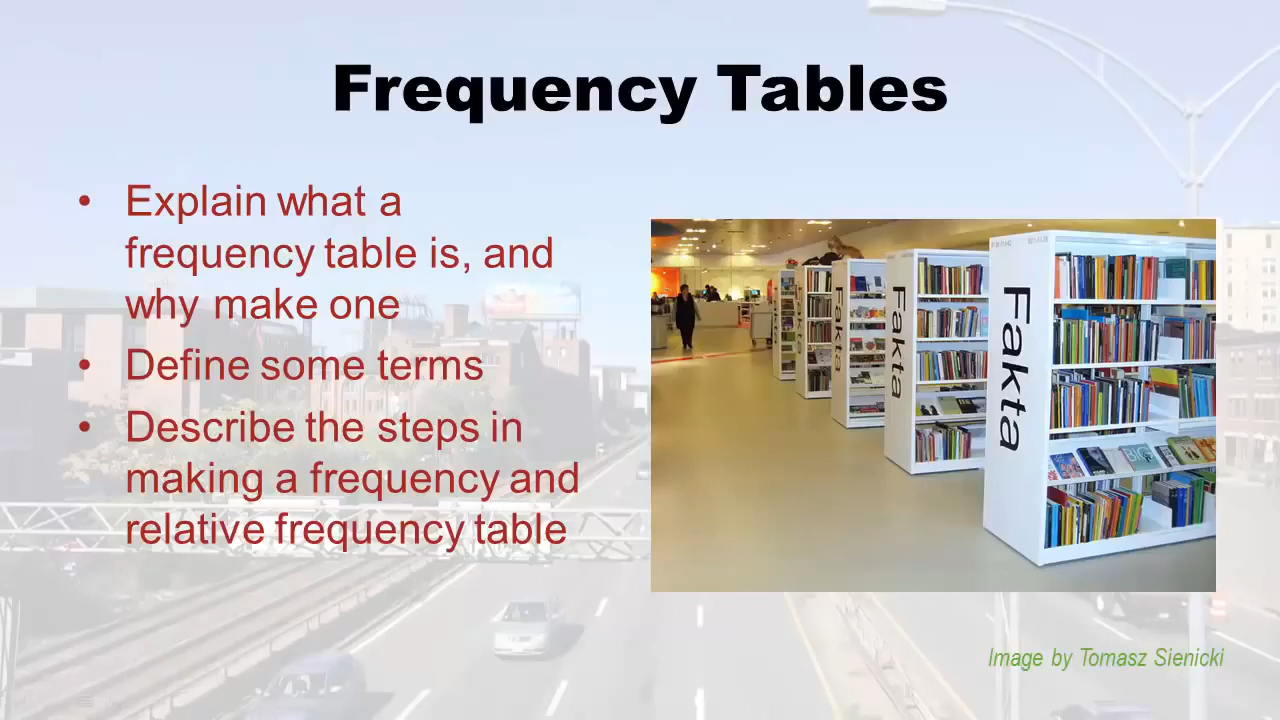 Frequency Tables
• Explain what a
frequency table is, and
why make one
• Define some terms
• Describe the steps in
making a frequency and
relative frequency table
Fakta
Fakta
Fakta
Image by Tomasz Sienicki